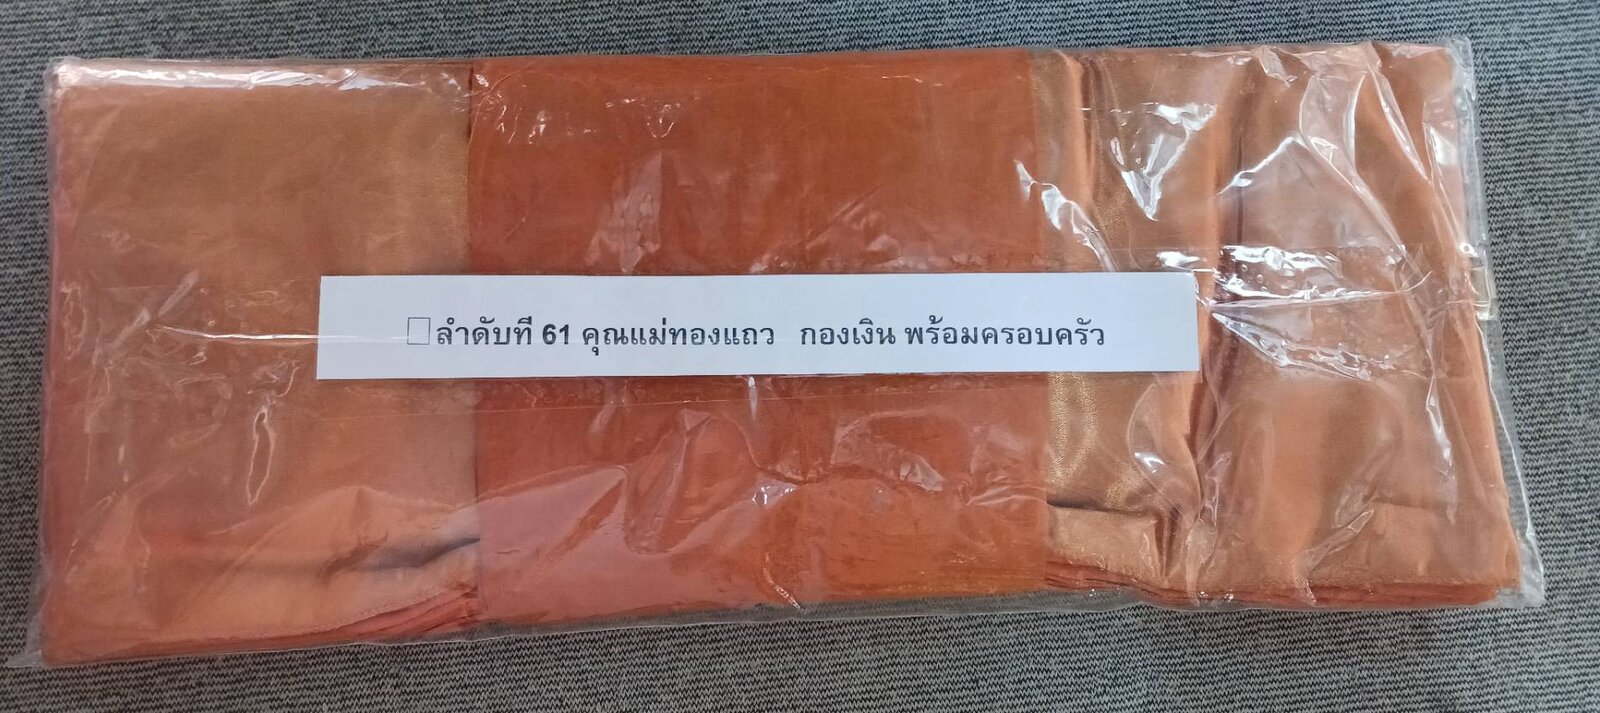 ☐ลำดับที่ 61 คุณแม่ทองแถว กองเงิน พร้อมครอบครัว